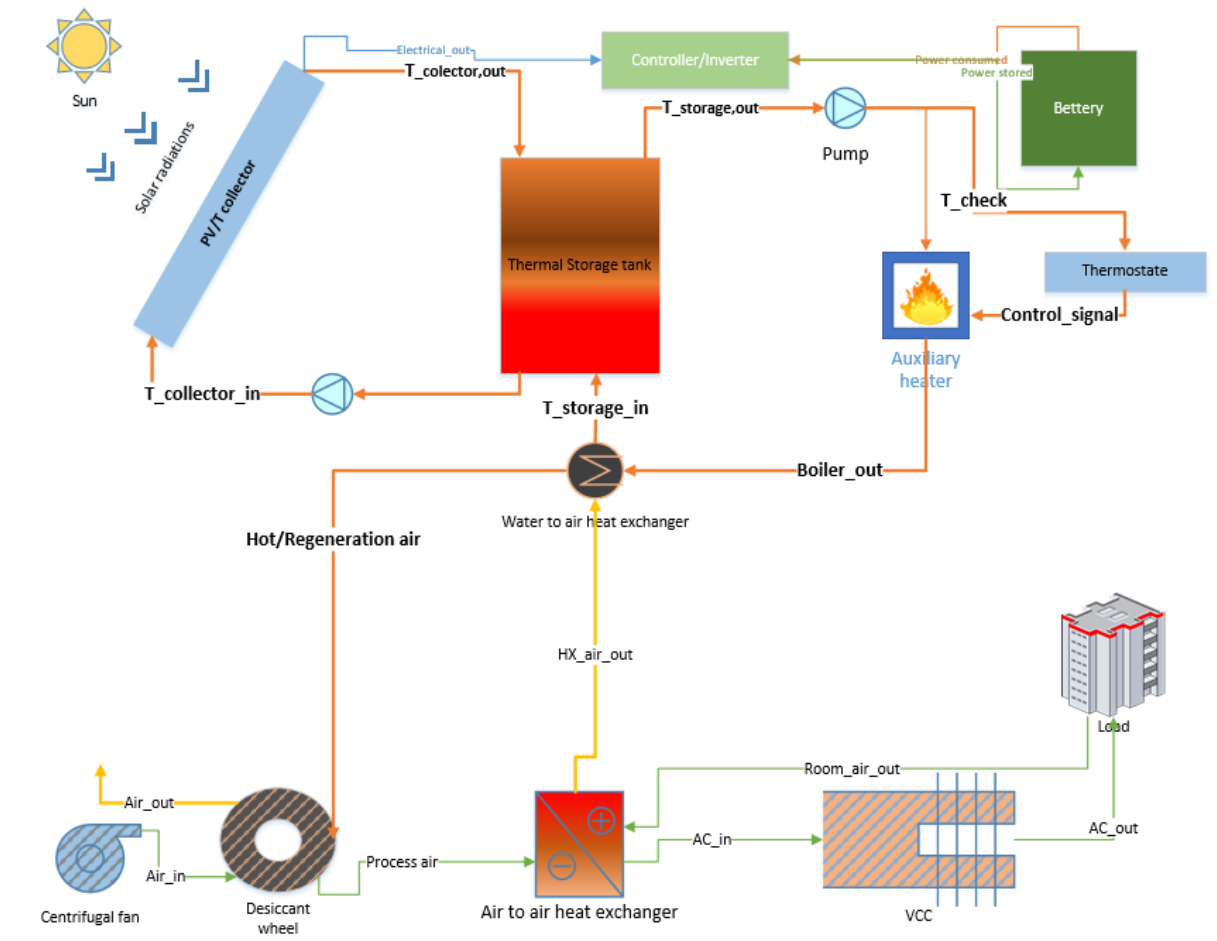 Sun
Solar radiations
PV/T collector
Electrical_out
T_colector,out
Controller/Inverter
Power consumed
Power stored
Bettery
T_storage,out
Pump
T_check
Thermal Storage tank
Thermostate
Control_signal
Auxiliary
heater
T_collector_in
T_storage_in
Boiler_out
Water to air heat exchanger
Hot/Regeneration air
HX_air_out
Load
Room_air_out
Air_out
AC_in
AC_out
Process air
Air_in
Centrifugal fan
Desiccant
wheel
Air to air heat exchanger
VCC